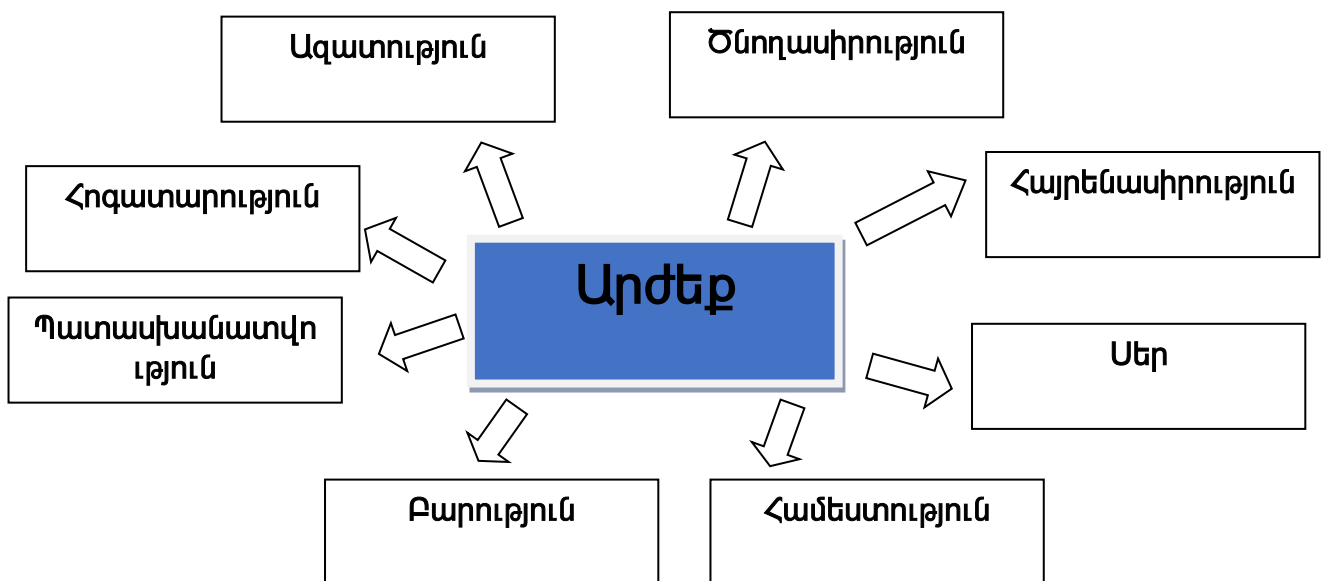 Ազատություն
Ծնողասիրություն
Հոգատարություն
Հայրենասիրություն
Արժեք
Պատասխանատվո
ւթյուն
Սեր
Բարություն
Համեստություն